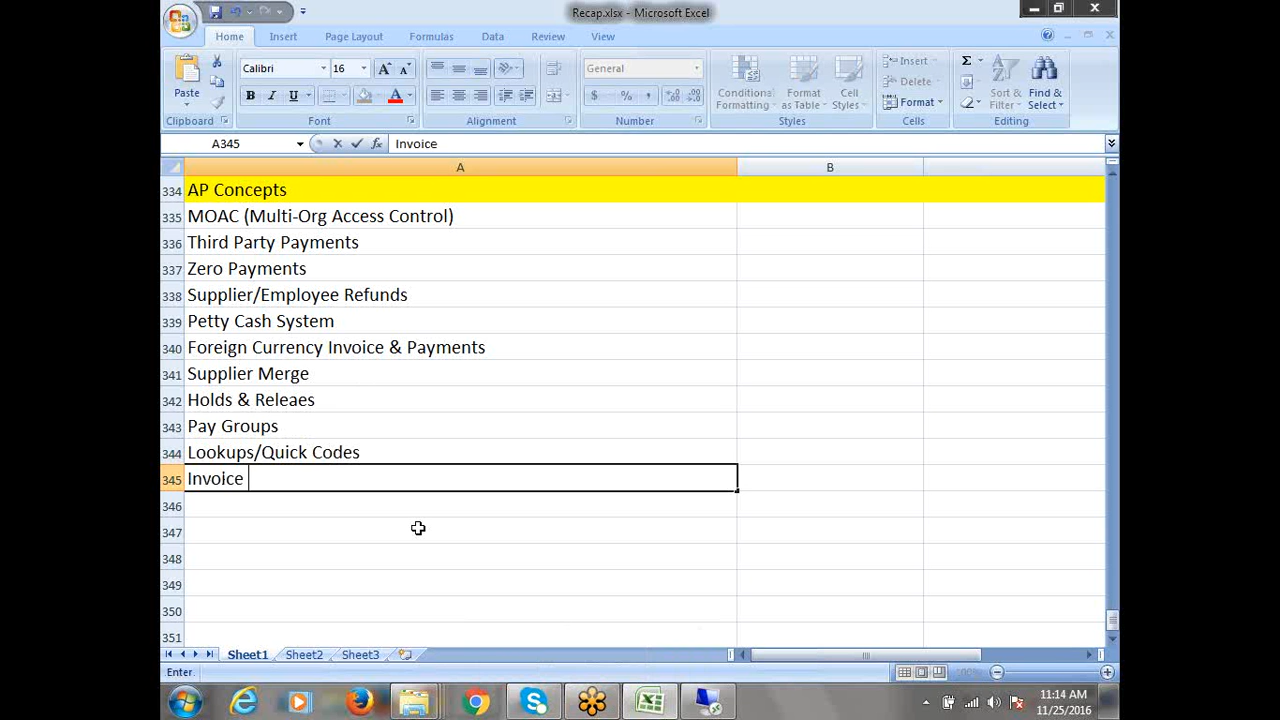 Recap.xlsx - Microsoft Excel
Home Insert Page Layout Formulas Data Review View
Paste
Calibri 16
General
Conditional Formatting
Format as Table
Cell Styles
Insert
Delete
Format
Sort & Filter
Find & Select
Clipboard Font Alignment Number Styles Cells Editing
A345 fx Invoice
A B
334 AP Concepts
335 MOAC (Multi-Org Access Control)
336 Third Party Payments
337 Zero Payments
338 Supplier/Employee Refunds
339 Petty Cash System
340 Foreign Currency Invoice & Payments
341 Supplier Merge
342 Holds & Releaes
343 Pay Groups
344 Lookups/Quick Codes
345 Invoice
346
347
348
349
350
351
Sheet1 Sheet2 Sheet3
Enter
11:14 AM
11/25/2016